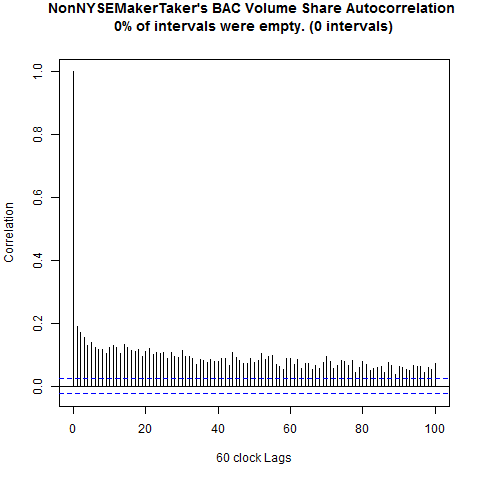 NonNYSEMakerTaker's BAC Volume Share Autocorrelation
0% of intervals were empty. (0 intervals)
1.0
0.8
0.6
0.4
0.2
0.0
Correlation
0 20 40 60 80 100
60 clock Lags